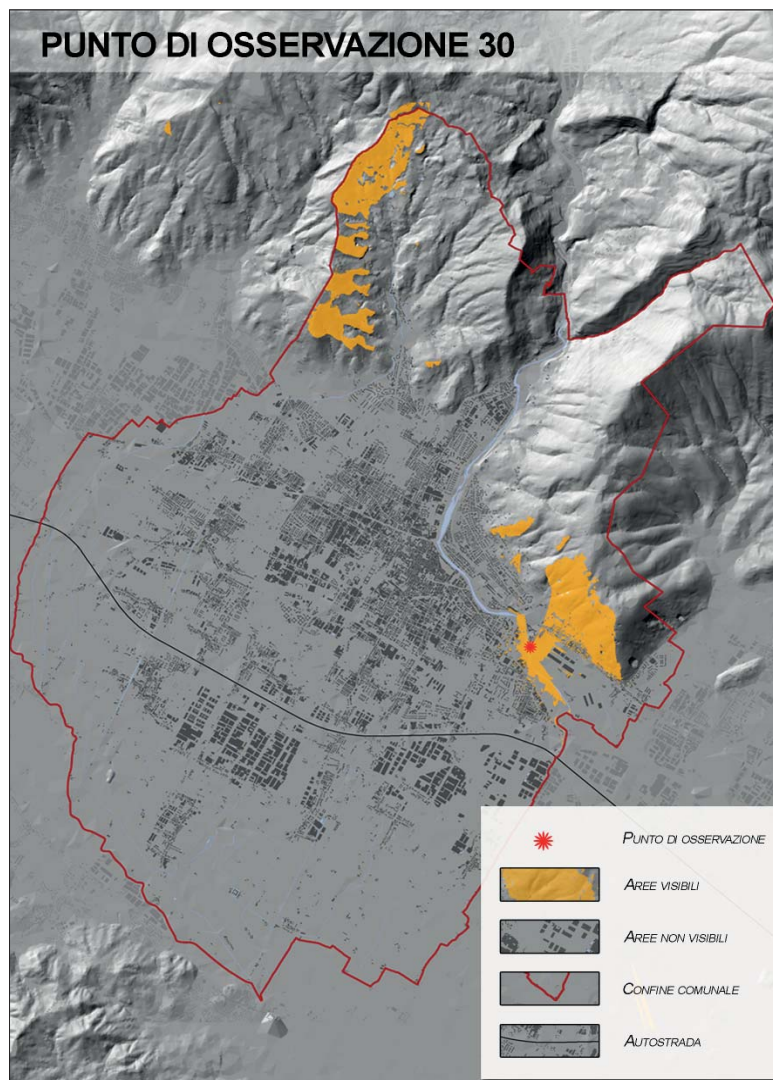 PUNTO DI OSSERVAZIONE 30
PUNTO DI OSSERVAZIONE
AREE VISIBILI
AREE NON VISIBILI
CONFINE COMUNALE
AUTOSTRADA